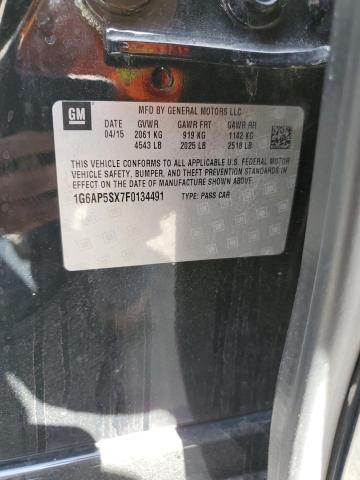 GM
MFD BY GENERAL MOTORS LLC
DATE GVWR GAWR FRT GAWR RR
04/15 2061 KG 919 KG 1142 KG
4543 LB 2025 LB 2518 LB
THIS VEHICLE CONFORMS TO ALL APPLICABLE U.S. FEDERAL MOTOR
VEHICLE SAFETY, BUMPER, AND THEFT PREVENTION STANDARDS
IN EFFECT ON THE DATE OF MANUFACTURE SHOWN ABOVE.
1G6AP5SX7F0134491 TYPE: PASS CAR